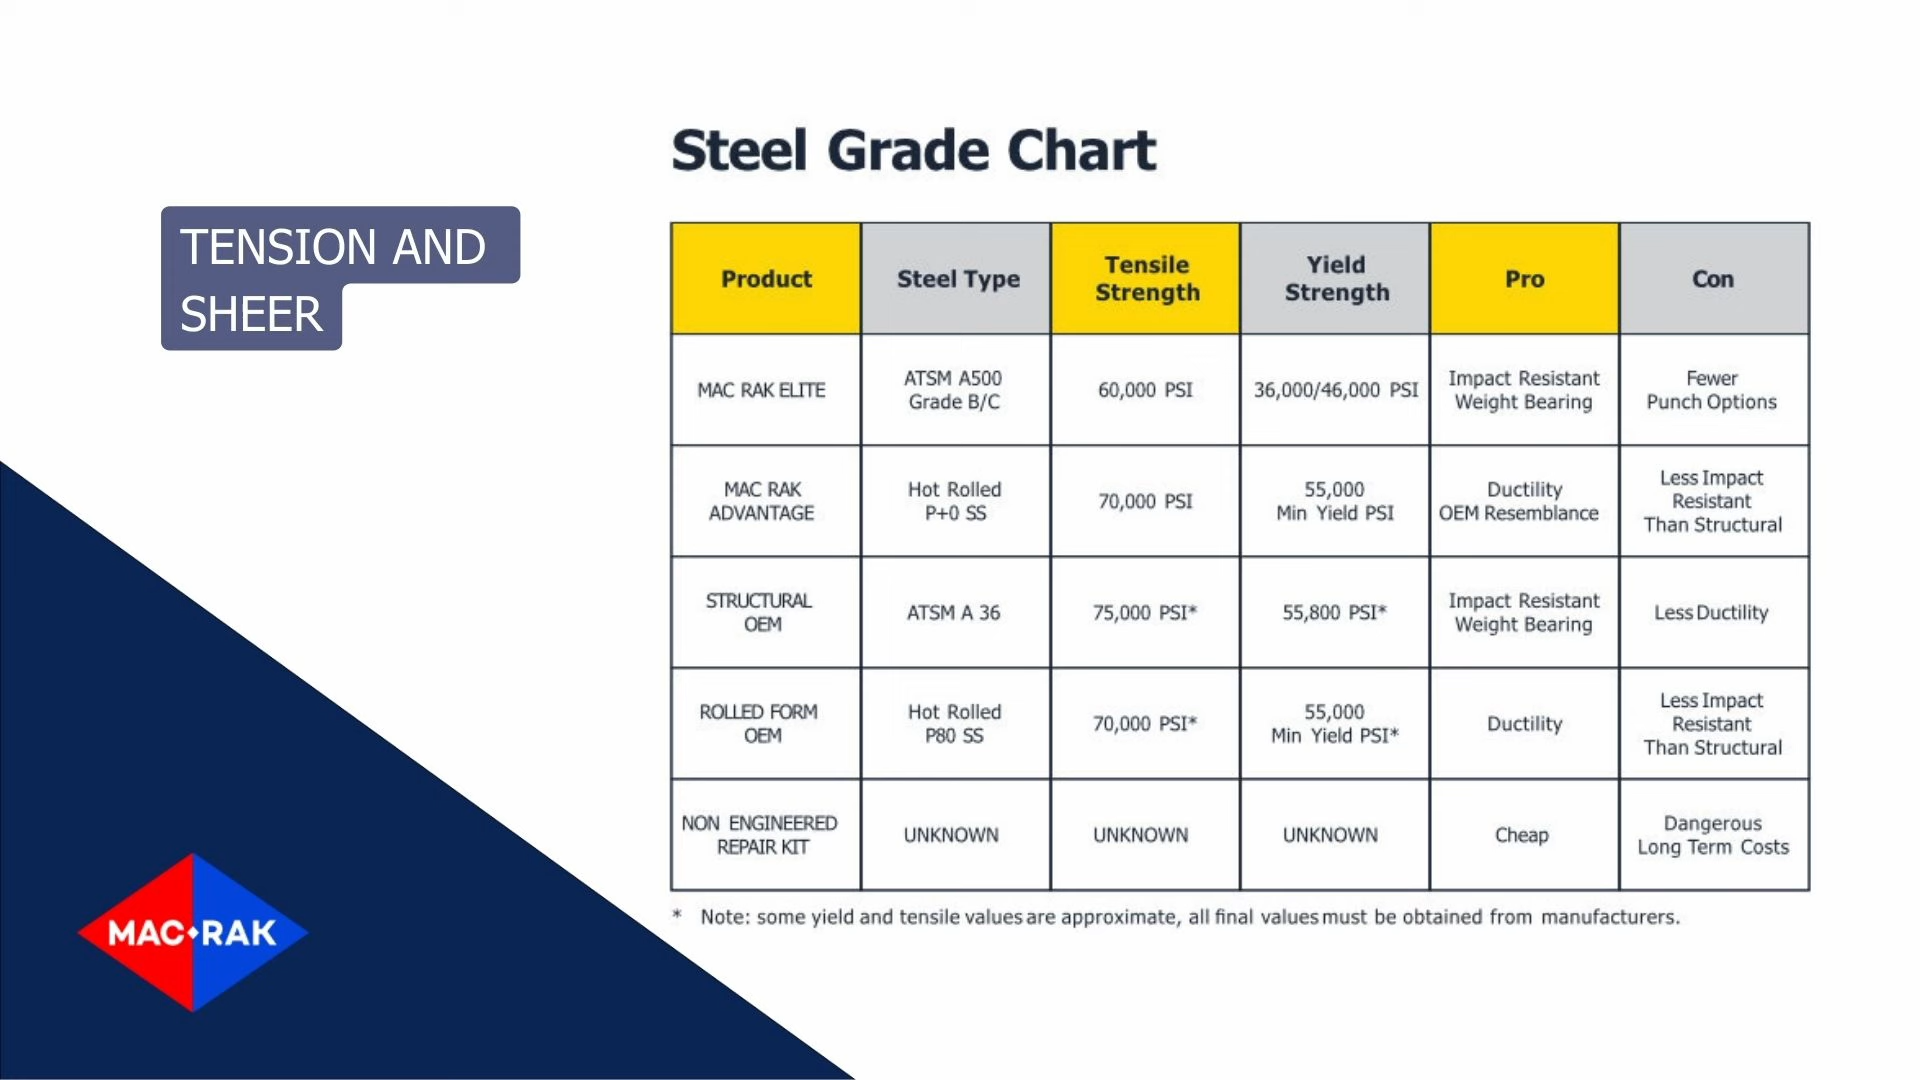 Steel Grade Chart
TENSION AND
SHEER
Product
Steel Type
Tensile
Strength
Yield
Strength
Pro
Con
MAC RAK ELITE
ATSM A500
Grade B/C
60,000 PSI
36,000/46,000 PSI
Impact Resistant
Weight Bearing
Fewer
Punch Options
MAC RAK
ADVANTAGE
Hot Rolled
P+0 SS
70,000 PSI
55,000
Min Yield PSI
Ductility
OEM Resemblance
Less Impact
Resistant
Than Structural
STRUCTURAL
OEM
ATSM A 36
75,000 PSI*
55,800 PSI*
Impact Resistant
Weight Bearing
Less Ductility
ROLLED FORM
OEM
Hot Rolled
P80 SS
70,000 PSI*
55,000
Min Yield PSI*
Ductility
Less Impact
Resistant
Than Structural
NON ENGINEERED
REPAIR KIT
UNKNOWN
UNKNOWN
UNKNOWN
Cheap
Dangerous
Long Term Costs
* Note: some yield and tensile values are approximate, all final values must be obtained from manufacturers.
MAC RAK